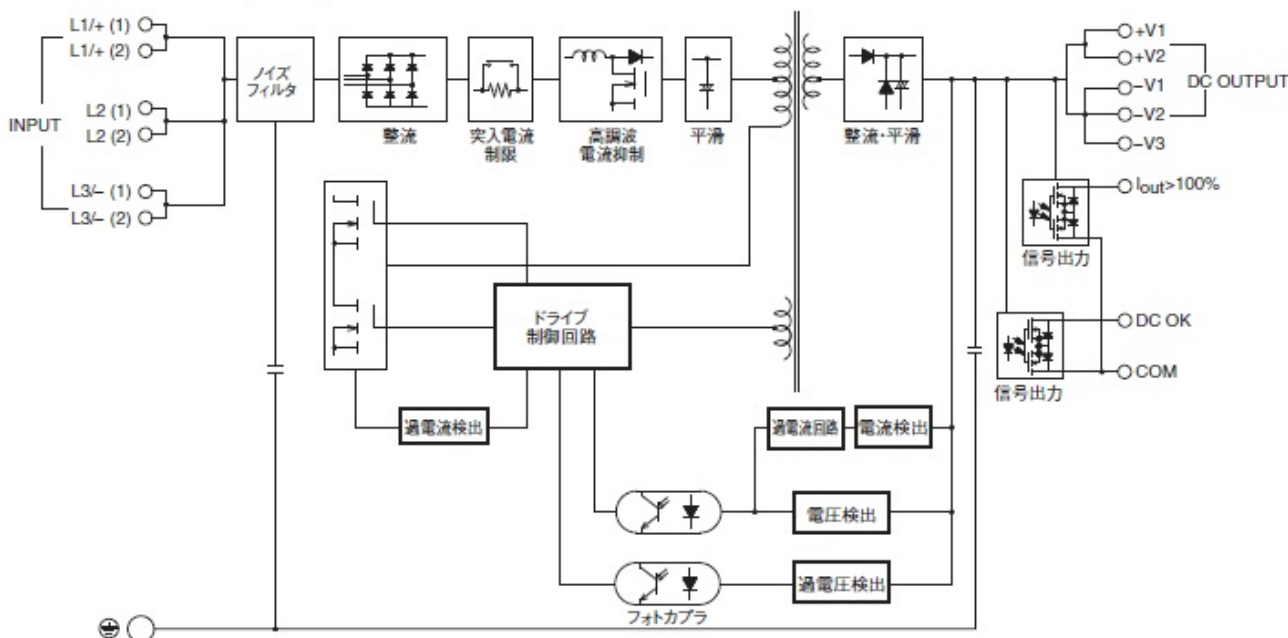 INPUT
L1/+ (1)
L1/+ (2)
L2 (1)
L2 (2)
L3/− (1)
L3/− (2)
ノイズ
フィルタ
整流
突入電流
制限
高調波
電流抑制
平滑
整流・平滑
+V1
+V2
−V1
−V2
−V3
DC OUTPUT
Iout>100%
信号出力
DC OK
COM
信号出力
ドライブ
制御回路
過電流検出
過電流回路
電流検出
電圧検出
過電圧検出
フォトカプラ